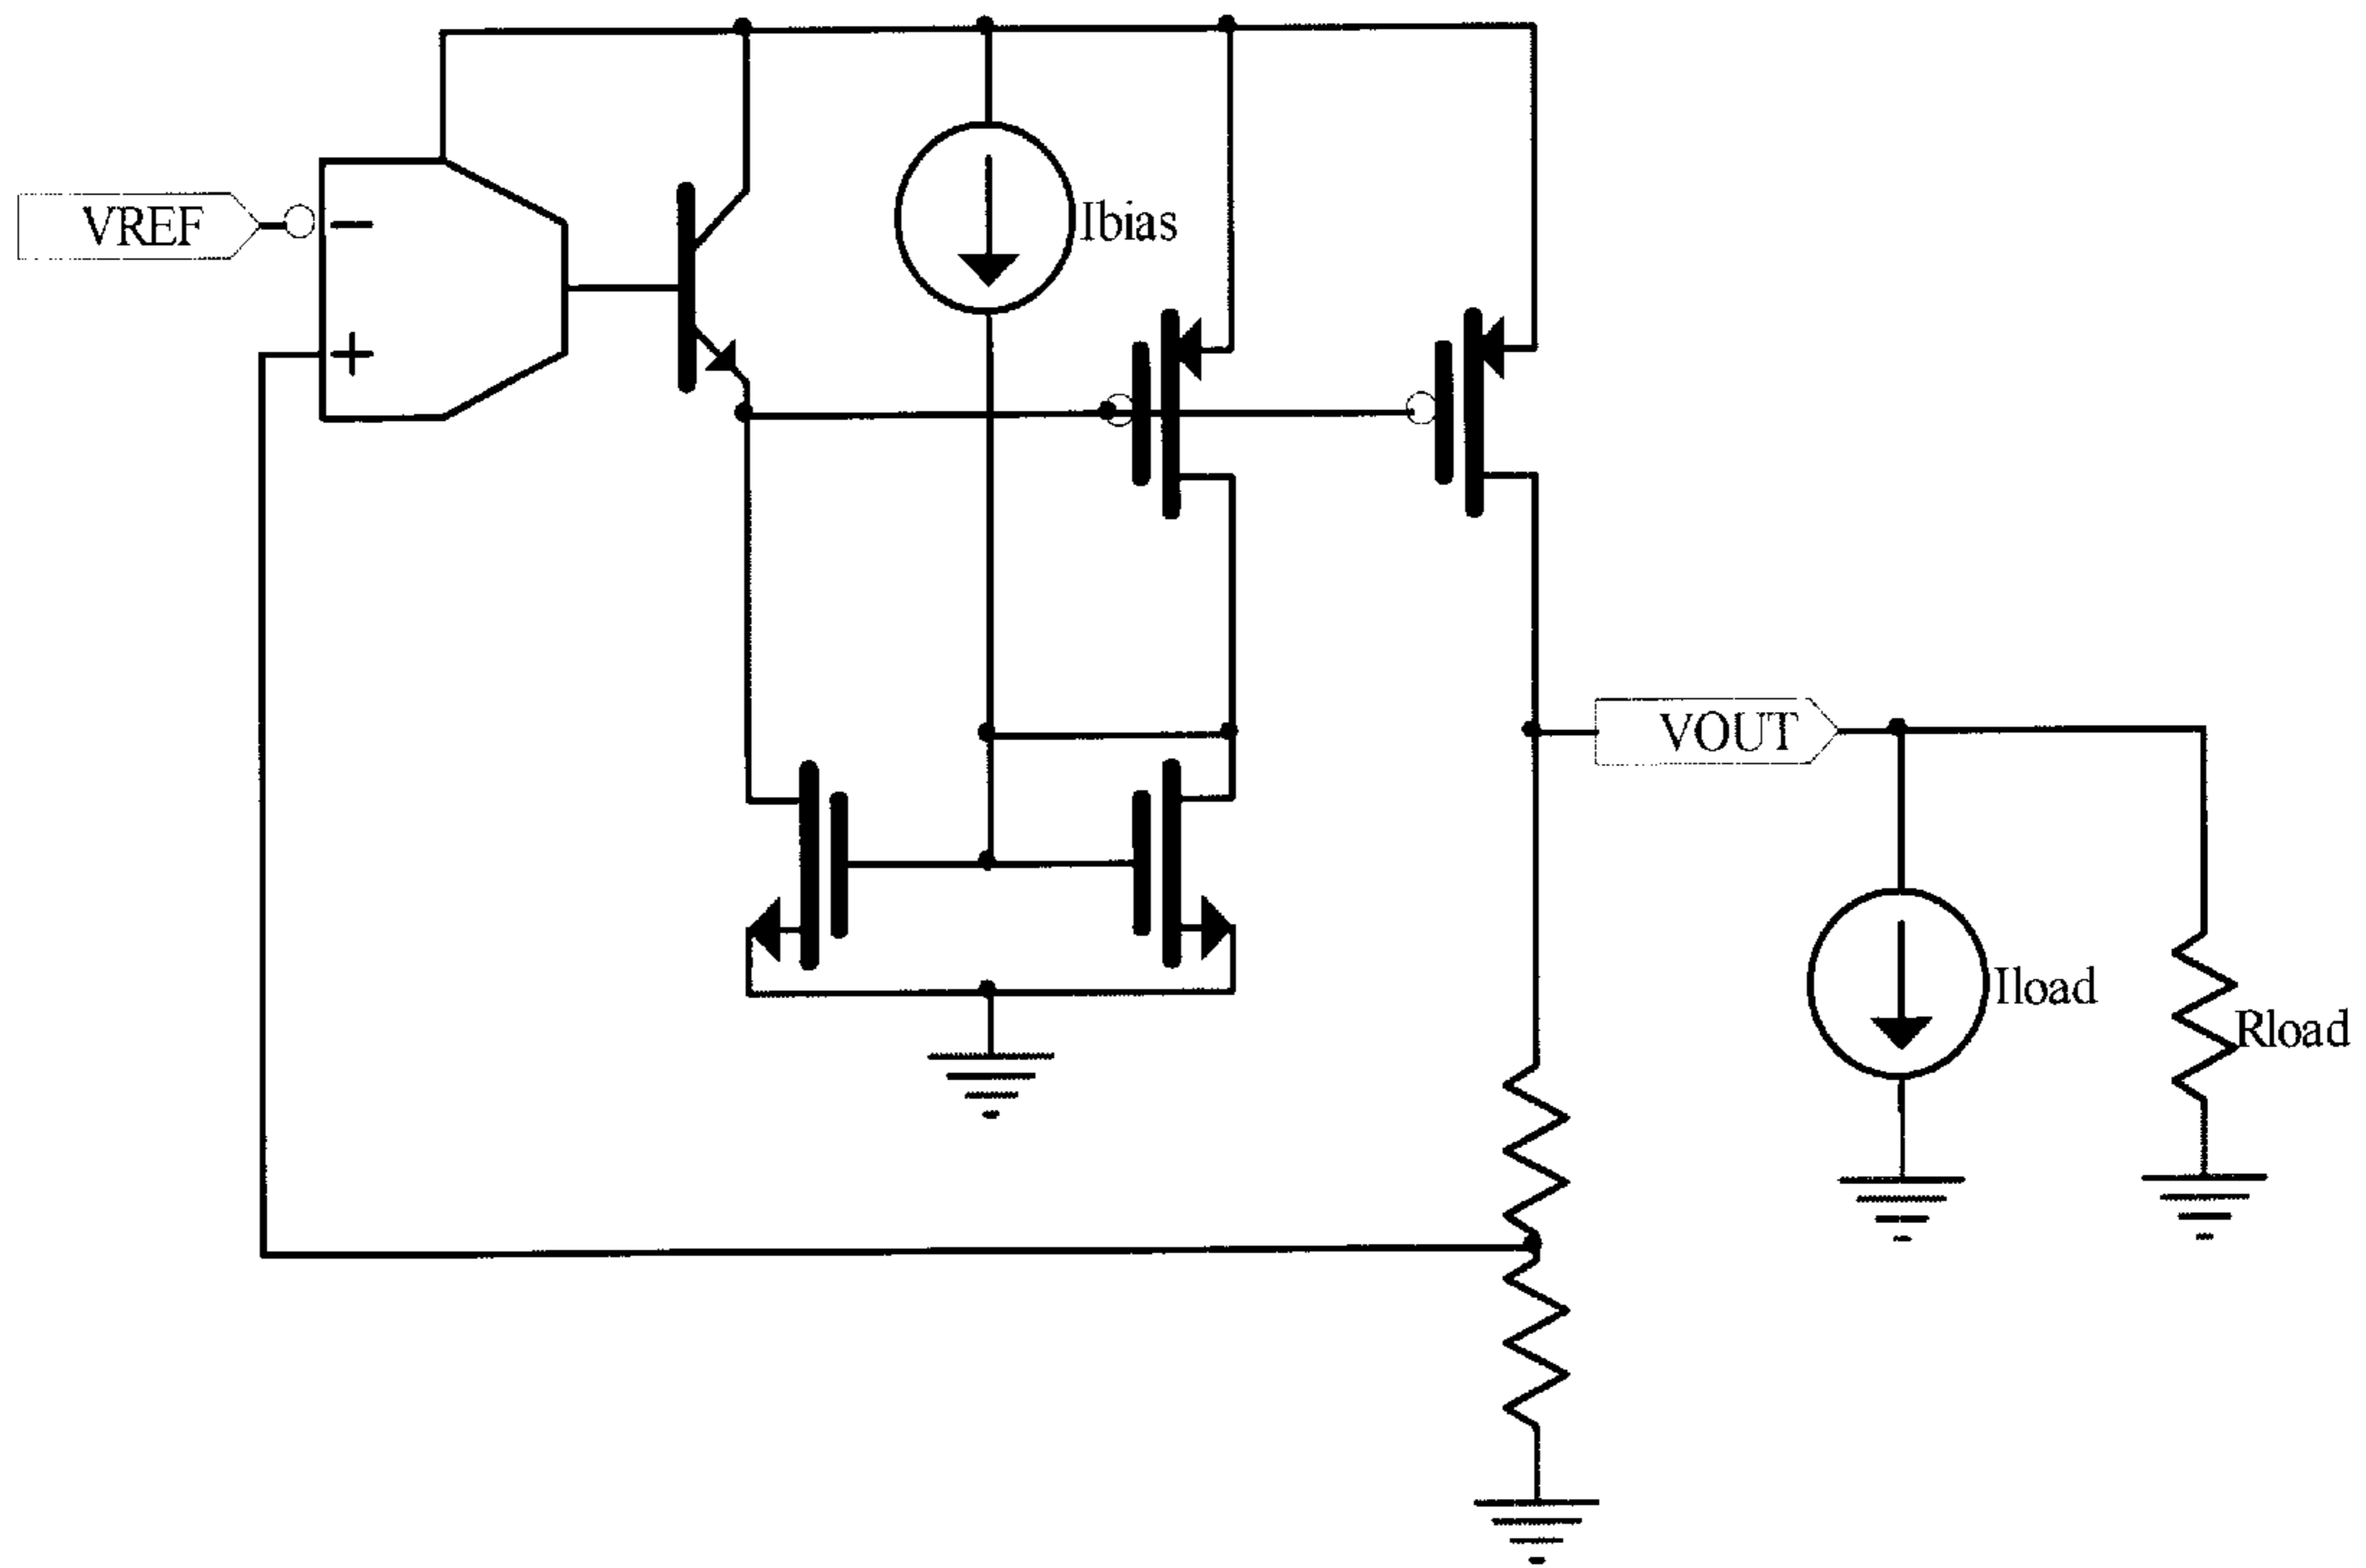 VREF
−
+
Ibias
VOUT
Iload
Rload